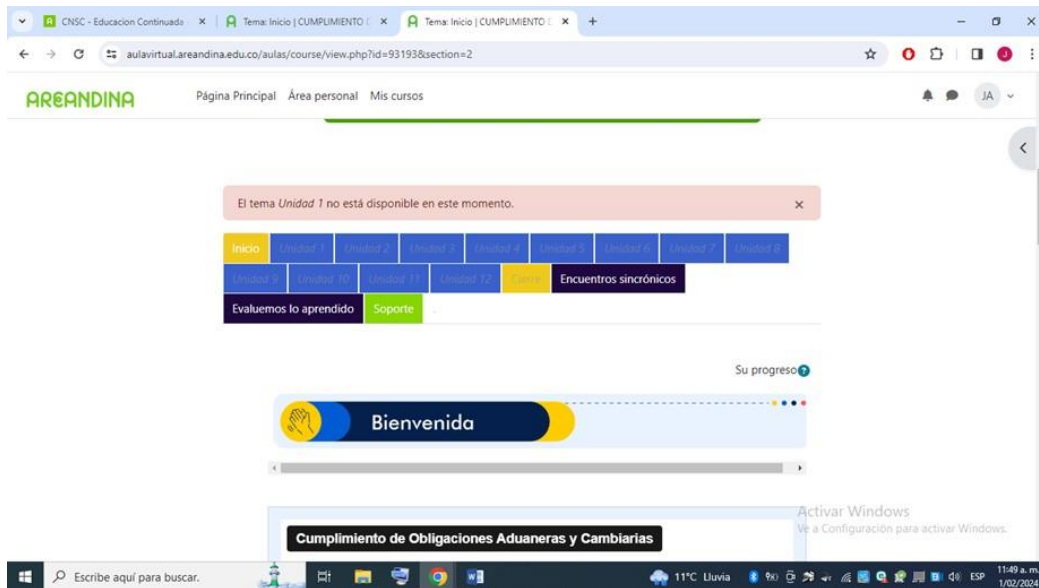 CNSC - Educacion Continuada
Tema: Inicio | CUMPLIMIENTO
Tema: Inicio | CUMPLIMIENTO
aulavirtual.areandina.edu.co/aulas/course/view.php?id=93193&section=2
AREANDINA
Página Principal Área personal Mis cursos
JA
El tema Unidad 1 no está disponible en este momento.
Inicio Unidad 1 Unidad 2 Unidad 3 Unidad 4 Unidad 5 Unidad 6 Unidad 7 Unidad 8
Unidad 9 Unidad 10 Unidad 11 Unidad 12 Cierre Encuentros sincrónicos
Evaluemos lo aprendido Soporte
Su progreso
Bienvenida
Cumplimiento de Obligaciones Aduaneras y Cambiarias
Activar Windows
Ve a Configuración para activar Windows.
Escribe aquí para buscar.
11°C Lluvia
ESP
11:49 a. m.
1/02/2024